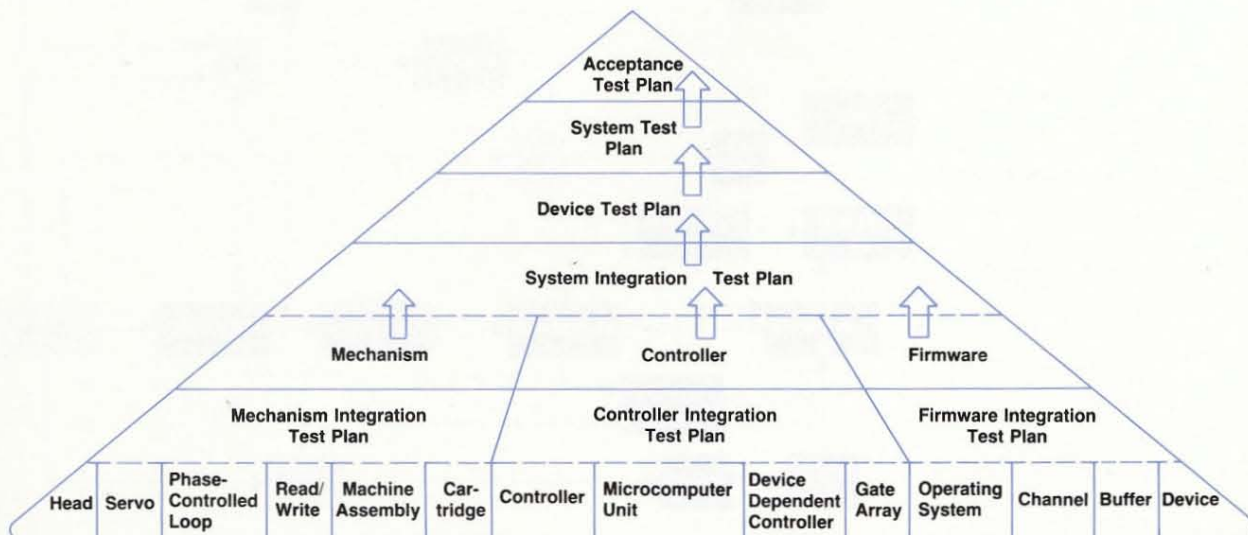 Acceptance
Test Plan
System Test
Plan
Device Test Plan
System Integration Test Plan
Mechanism
Controller
Firmware
Mechanism Integration
Test Plan
Controller Integration
Test Plan
Firmware Integration
Test Plan
Head
Servo
Phase-
Controlled
Loop
Read/
Write
Machine
Assembly
Car-
tridge
Controller
Microcomputer
Unit
Device
Dependent
Controller
Gate
Array
Operating
System
Channel
Buffer
Device